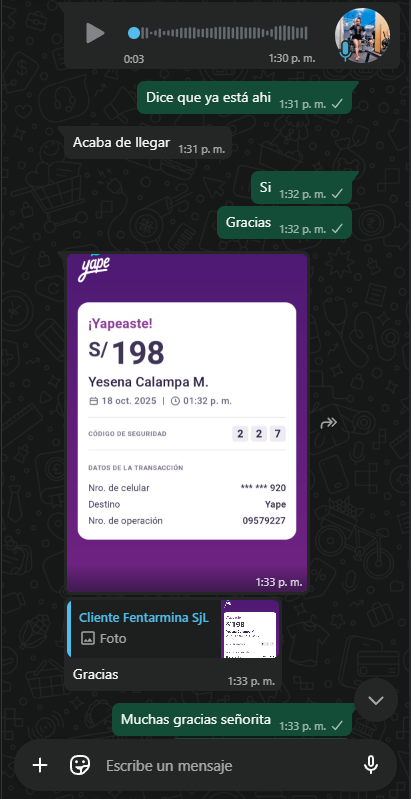 0:03
1:30 p. m.
Dice que ya está ahi 1:31 p. m.
Acaba de llegar 1:31 p. m.
Si 1:32 p. m.
Gracias 1:32 p. m.
yape
¡Yapeaste!
S/ 198
Yesena Calampa M.
18 oct. 2025 | 01:32 p. m.
CÓDIGO DE SEGURIDAD 2 2 7
DATOS DE LA TRANSACCIÓN
Nro. de celular *** *** 920
Destino Yape
Nro. de operación 09579227
1:33 p. m.
Cliente Fentarmina SjL
Foto
Gracias 1:33 p. m.
Muchas gracias señorita 1:33 p. m.
Escribe un mensaje